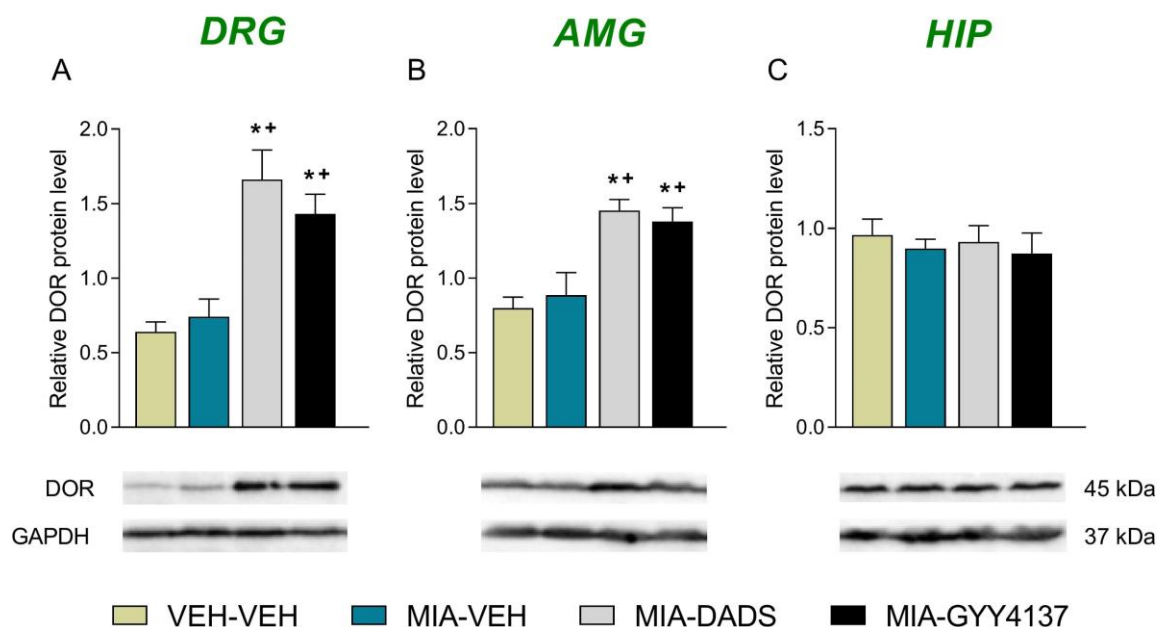 DRG AMG HIP
A B C
Relative DOR protein level
2.0
1.5
1.0
0.5
0.0
*+
*+
Relative DOR protein level
2.0
1.5
1.0
0.5
0.0
*+
*+
Relative DOR protein level
1.5
1.0
0.5
0.0
DOR 45 kDa
GAPDH 37 kDa
VEH-VEH MIA-VEH MIA-DADS MIA-GYY4137